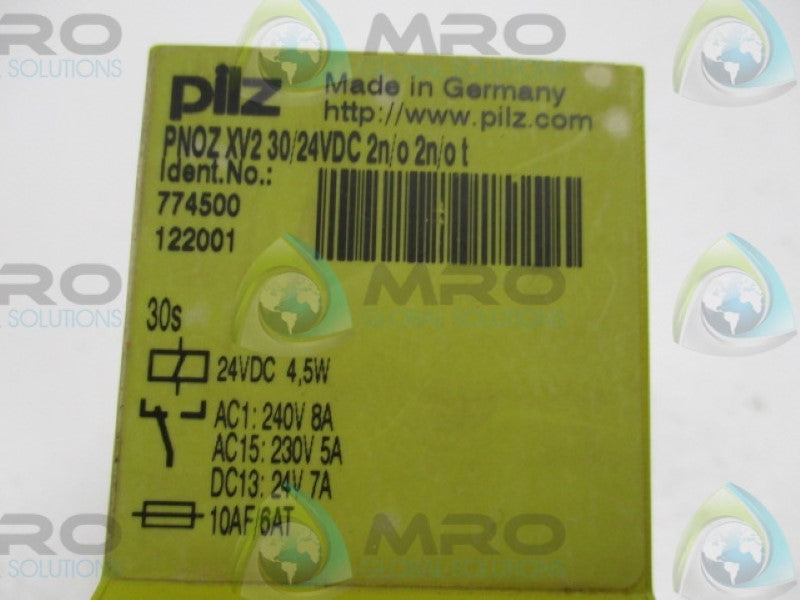 pilz
Made in Germany
http://www.pilz.com
PNOZ XV2 30/24VDC 2n/o 2n/o t
Ident.No.:
774500
122001
30s
24VDC 4,5W
AC1: 240V 8A
AC15: 230V 5A
DC13: 24V 7A
10AF/6AT
MRO
SOLUTIONS
MRO
GLOBAL SOLUTIONS
MRO
MRO
SOLUTIONS
MRO
GLOBAL SOLUTIONS
MRO
SOLUTIONS
MRO
GLOBAL SOLUTIONS